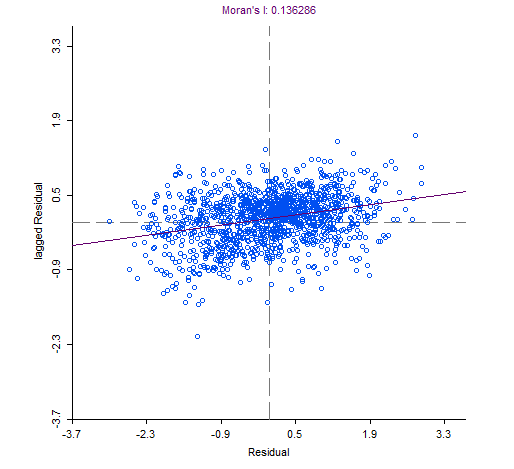 Moran's I: 0.136286
3.3
1.9
0.5
-0.9
-2.3
-3.7
lagged Residual
-3.7 -2.3 -0.9 0.5 1.9 3.3
Residual